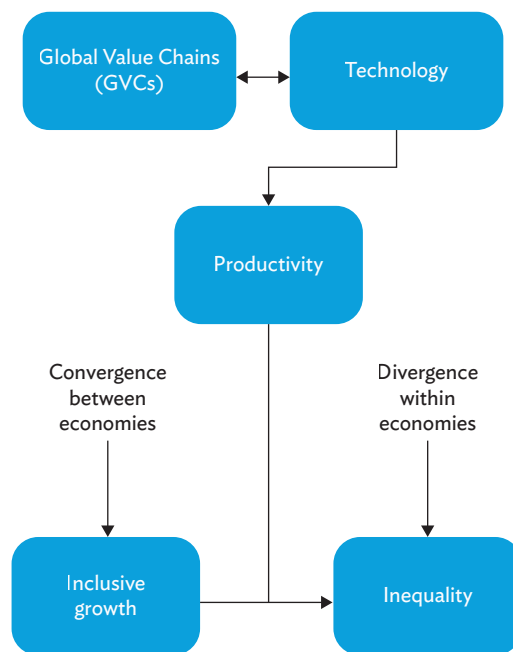 Global Value Chains
(GVCs)
Technology
Productivity
Convergence
between
economies
Divergence
within
economies
Inclusive
growth
Inequality